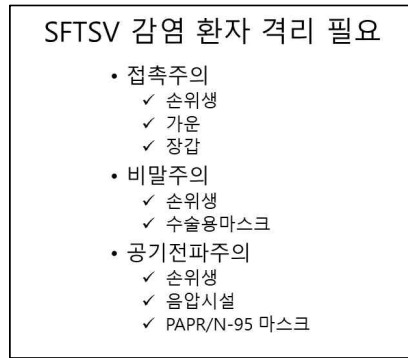 SFTSV 감염 환자 격리 필요
• 접촉주의
✓ 손위생
✓ 가운
✓ 장갑
• 비말주의
✓ 손위생
✓ 수술용마스크
• 공기전파주의
✓ 손위생
✓ 음압시설
✓ PAPR/N-95 마스크